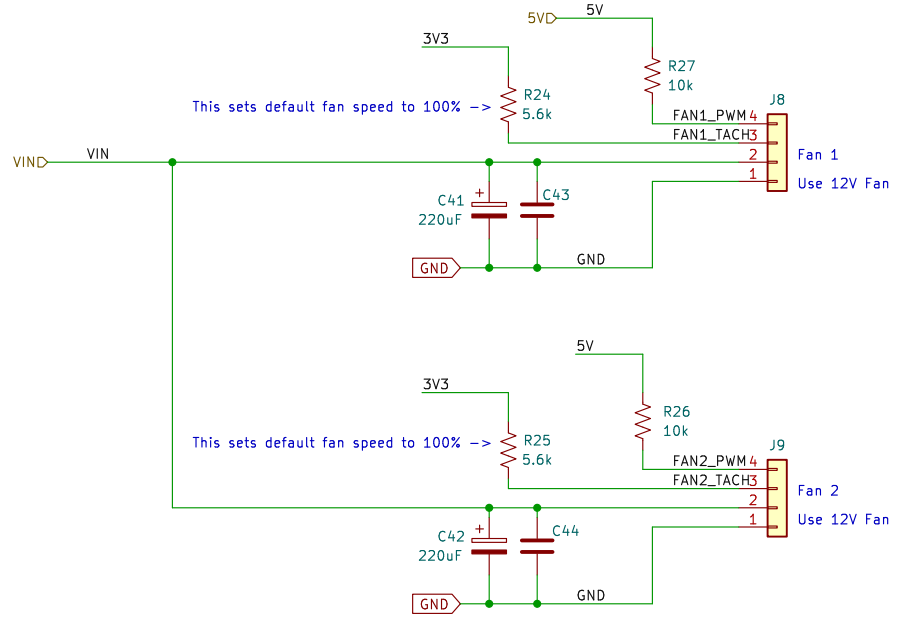 5V 5V
3V3
R27
10k
This sets default fan speed to 100% ->
R24
5.6k
J8
FAN1_PWM 4
FAN1_TACH 3
VIN VIN
2
Fan 1
1
Use 12V Fan
+
C41
220uF
C43
GND
GND
5V
3V3
R26
10k
This sets default fan speed to 100% ->
R25
5.6k
J9
FAN2_PWM 4
FAN2_TACH 3
Fan 2
2
1
Use 12V Fan
+
C42
220uF
C44
GND
GND